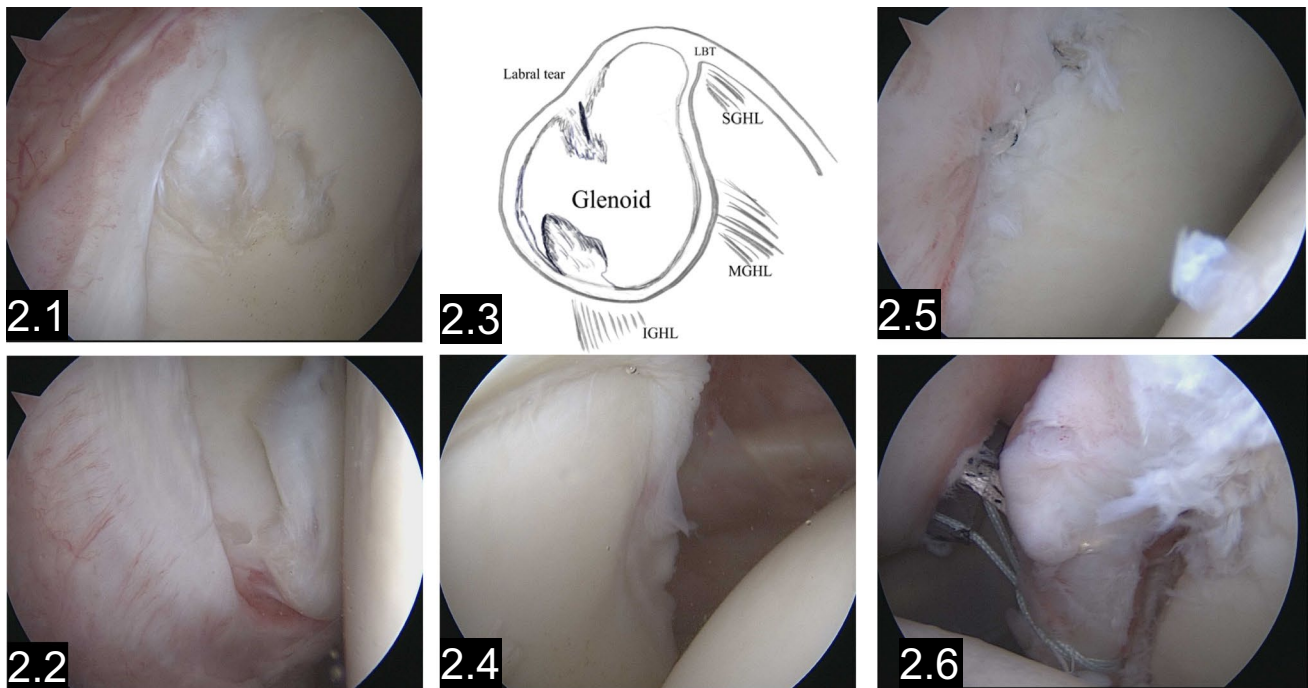 2.1
LBT
Labral tear
SGHL
Glenoid
MGHL
IGHL
2.3
2.5
2.2
2.4
2.6